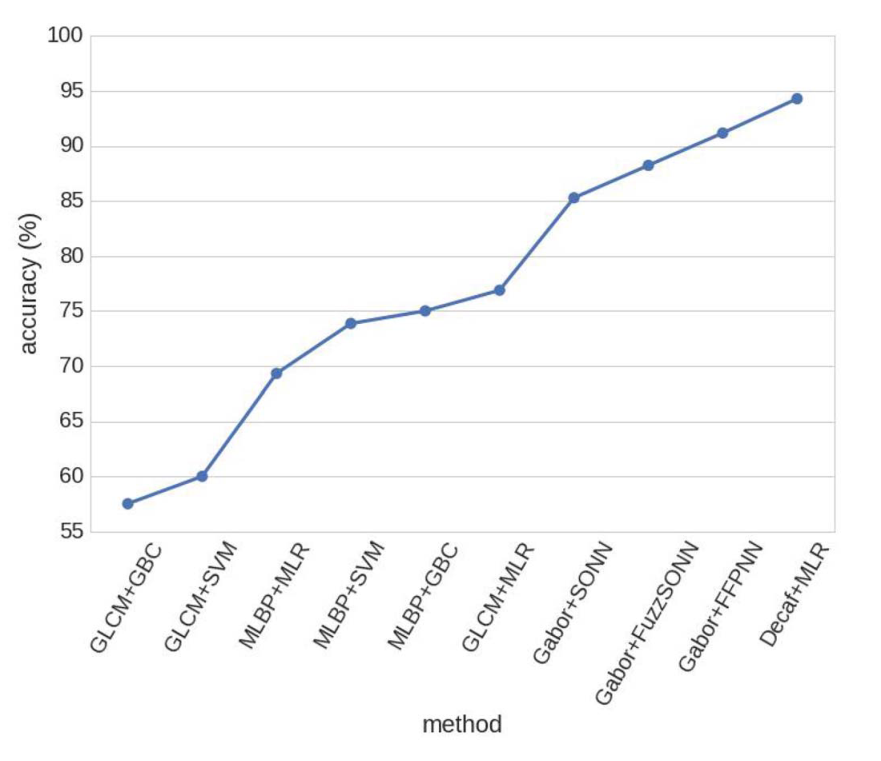 100
95
90
85
80
75
70
65
60
55
accuracy (%)
GLCM+GBC
GLCM+SVM
MLBP+MLR
MLBP+SVM
MLBP+GBC
GLCM+MLR
Gabor+SONN
Gabor+FuzzSONN
Gabor+FFPNN
Decaf+MLR
method